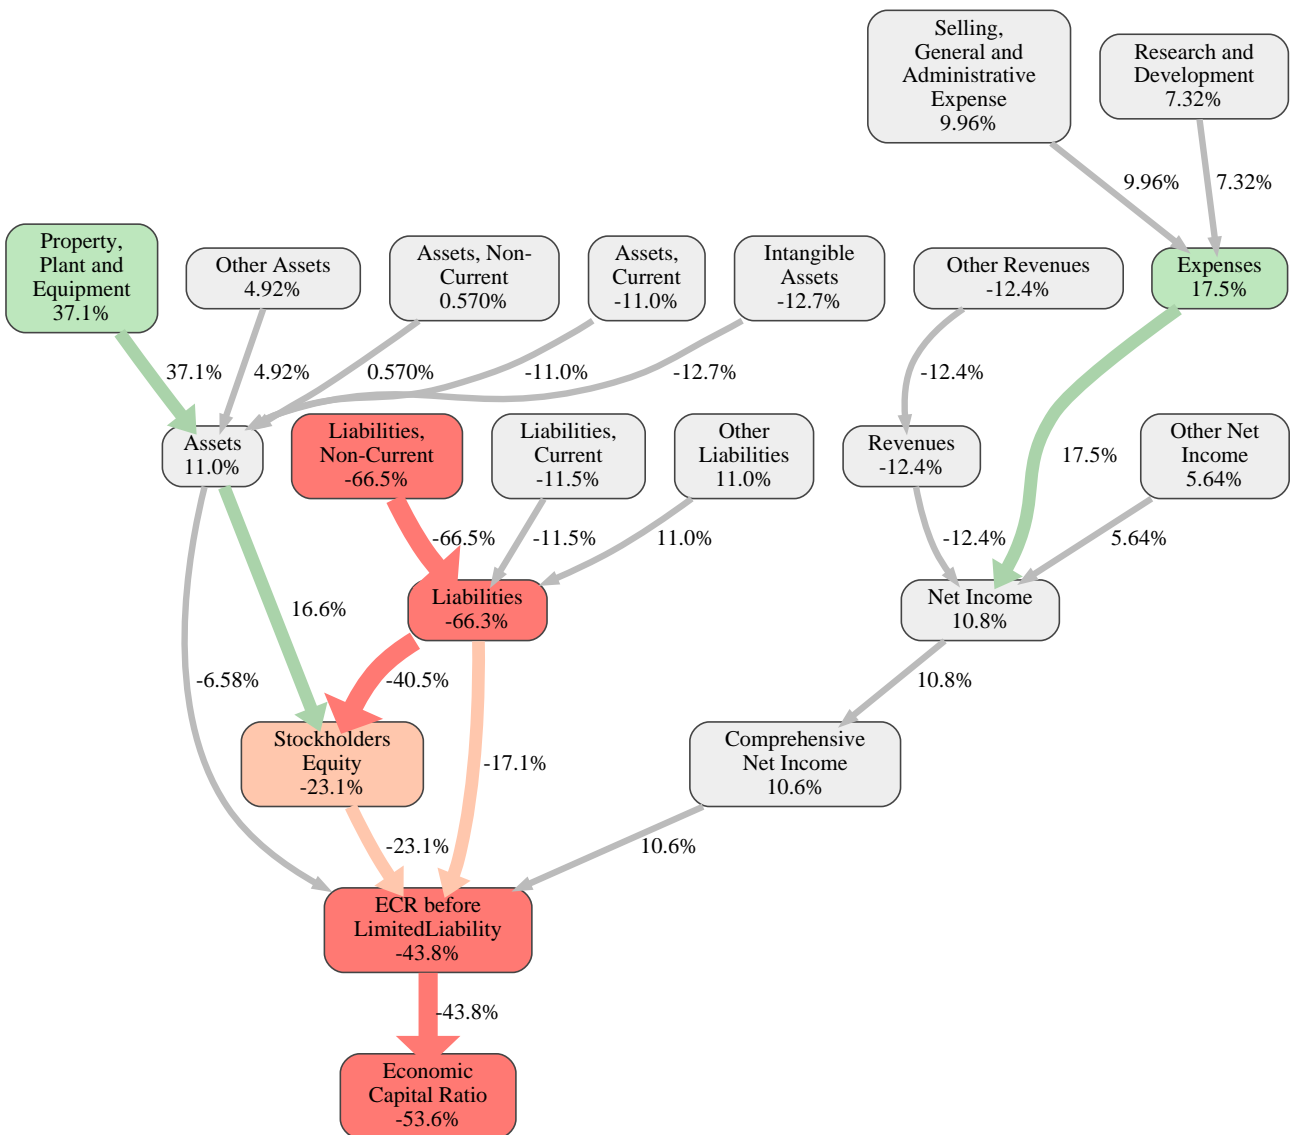 Selling,
General and
Administrative
Expense
9.96%
Research and
Development
7.32%
9.96%
7.32%
Property,
Plant and
Equipment
37.1%
Other Assets
4.92%
Assets, Non-
Current
0.570%
Assets,
Current
-11.0%
Intangible
Assets
-12.7%
Other Revenues
-12.4%
Expenses
17.5%
37.1%
4.92%
0.570%
-11.0%
-12.7%
-12.4%
17.5%
Assets
11.0%
Liabilities,
Non-Current
-66.5%
Liabilities,
Current
-11.5%
Other
Liabilities
11.0%
Revenues
-12.4%
Other Net
Income
5.64%
-66.5%
-11.5%
11.0%
-12.4%
5.64%
16.6%
Liabilities
-66.3%
Net Income
10.8%
-6.58%
-40.5%
10.8%
Stockholders
Equity
-23.1%
-17.1%
Comprehensive
Net Income
10.6%
-23.1%
10.6%
ECR before
LimitedLiability
-43.8%
-43.8%
Economic
Capital Ratio
-53.6%